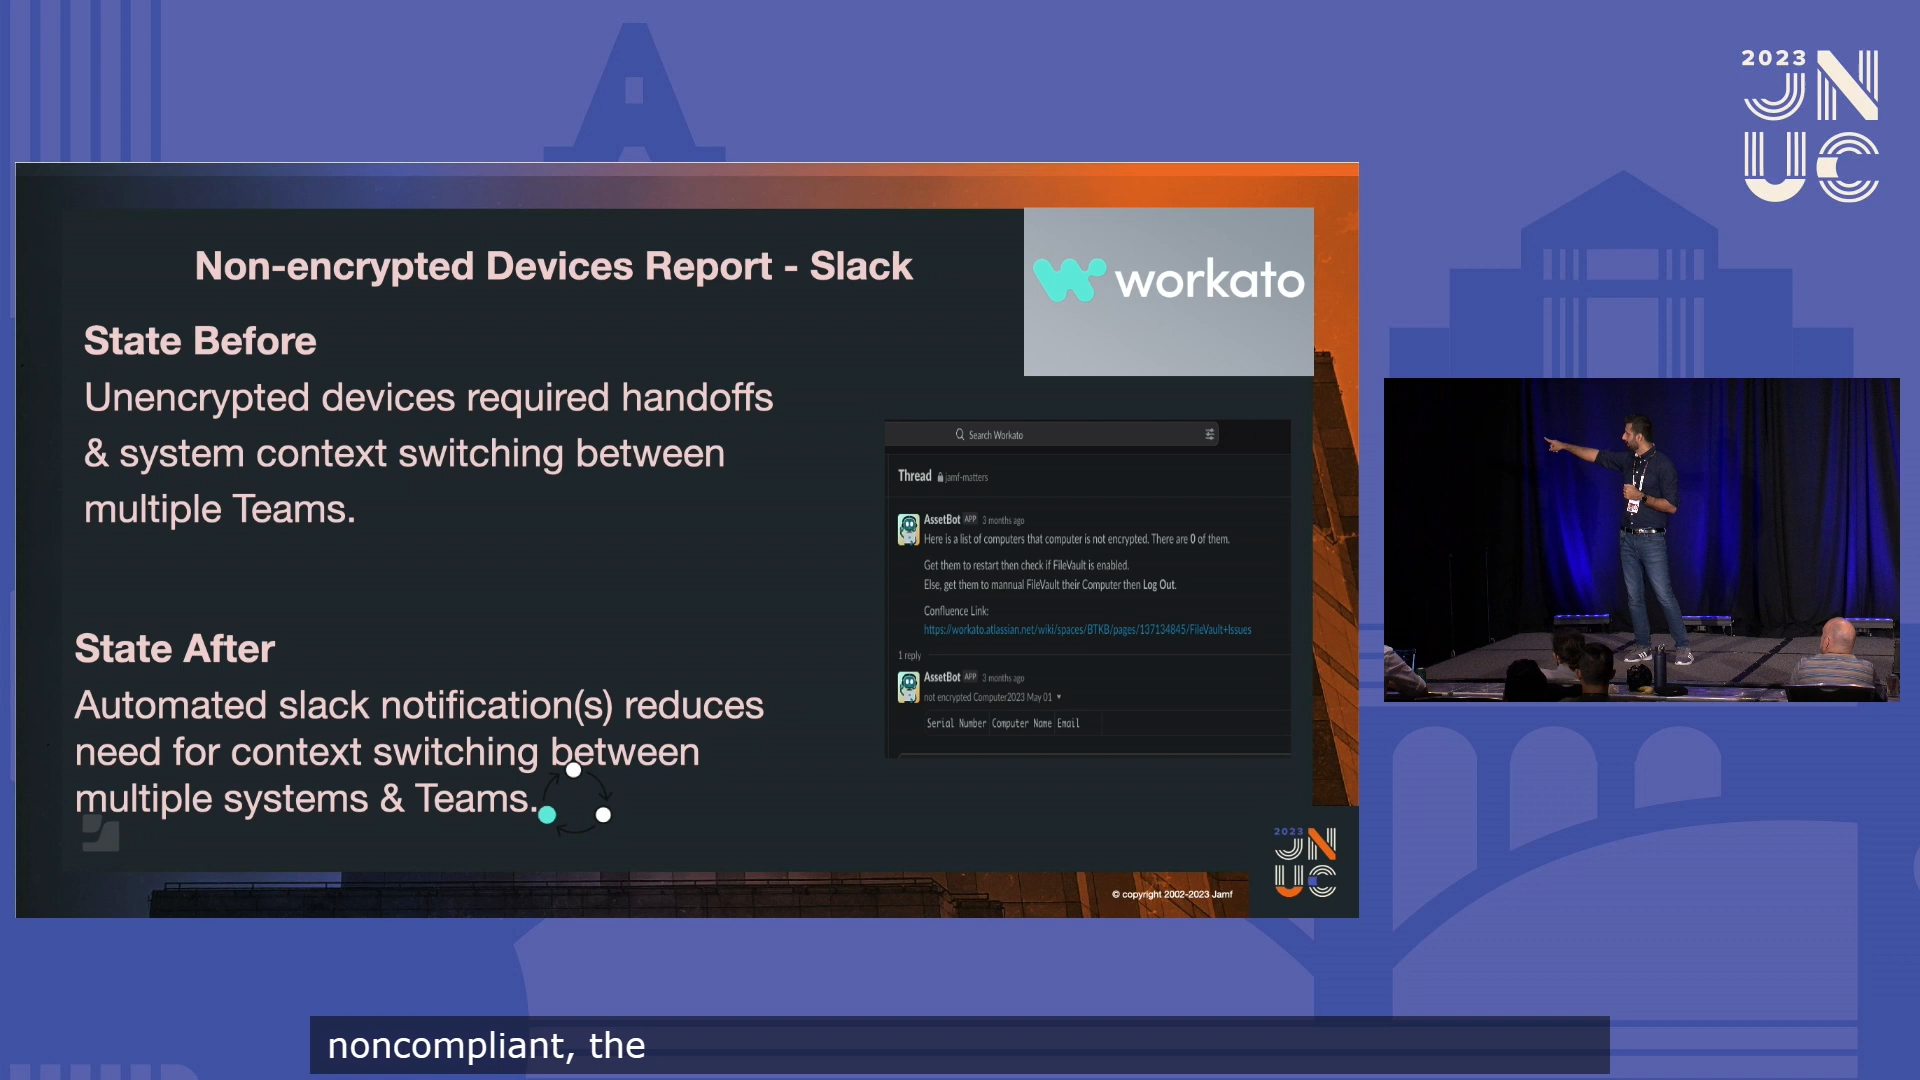 2023
JN
UC
Non-encrypted Devices Report - Slack
workato
State Before
Unencrypted devices required handoffs
& system context switching between
multiple Teams.
State After
Automated slack notification(s) reduces
need for context switching between
multiple systems & Teams.
Search Workato
Thread jamf-matters
AssetBot APP 3 months ago
Here is a list of computers that computer is not encrypted. There are 0 of them.
Get them to restart then check if FileVault is enabled.
Else, get them to mannual FileVault their Computer then Log Out.
Confluence Link:
https://workato.atlassian.net/wiki/spaces/BTKB/pages/137134845/FileVault+Issues
1 reply
AssetBot APP 3 months ago
not encrypted Computer2023 May 01
Serial Number Computer Name Email
2023
JN
UC
© copyright 2002-2023 Jamf
noncompliant, the